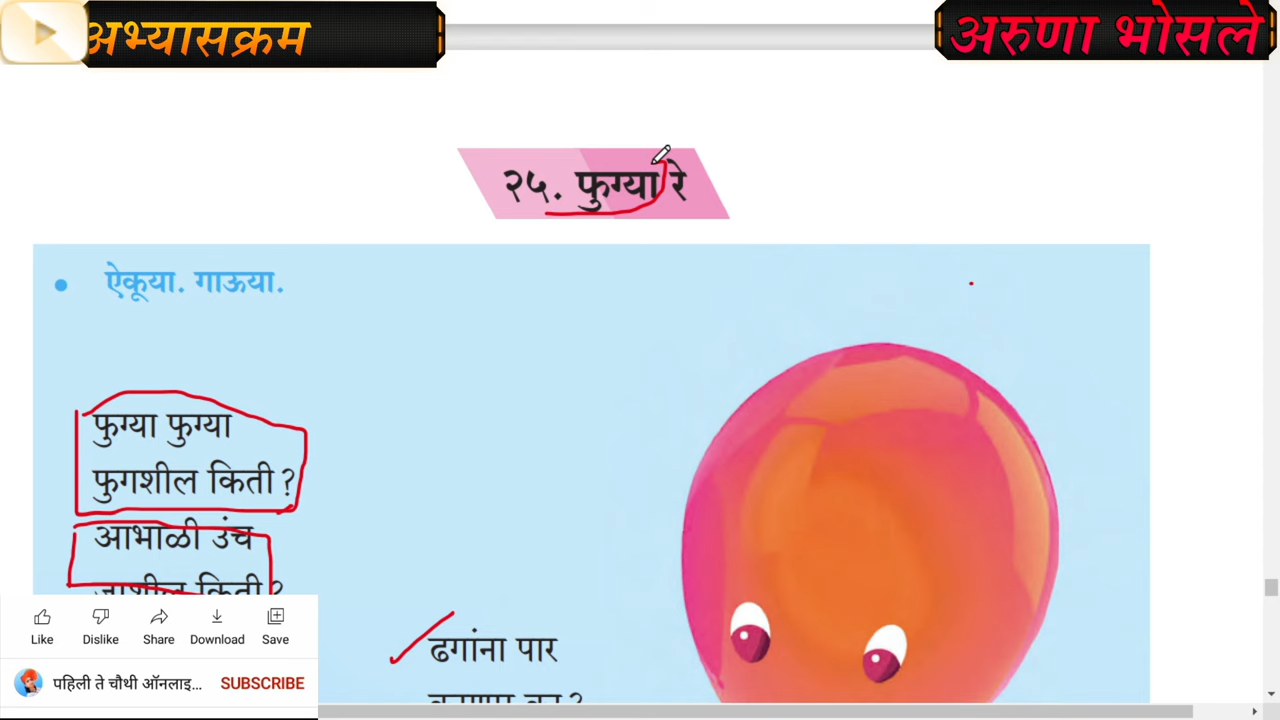 अभ्यासक्रम
अरुणा भोसले
२५. फुग्या रे
ऐकूया. गाऊया.
फुग्या फुग्या
फुगशील किती ?
आभाळी उंच
जाशील किती ?
ढगांना पार
Like Dislike Share Download Save
पहिली ते चौथी ऑनलाइ... SUBSCRIBE